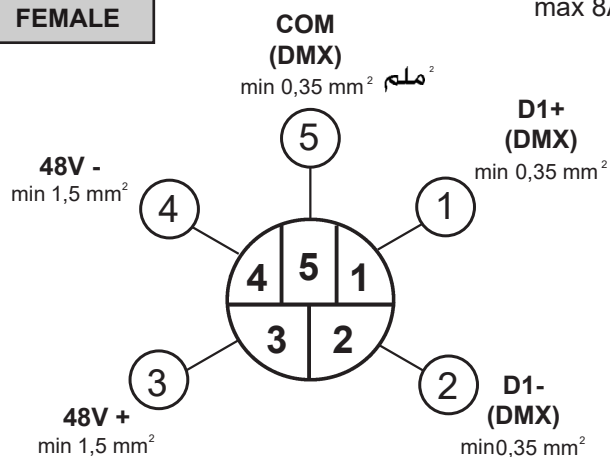 FEMALE
max 8
COM
(DMX)
min 0,35 mm² ملم²
5
D1+
(DMX)
min 0,35 mm²
48V -
min 1,5 mm²
4
1
4 5 1
3 2
3
2
48V +
min 1,5 mm²
D1-
(DMX)
min0,35 mm²